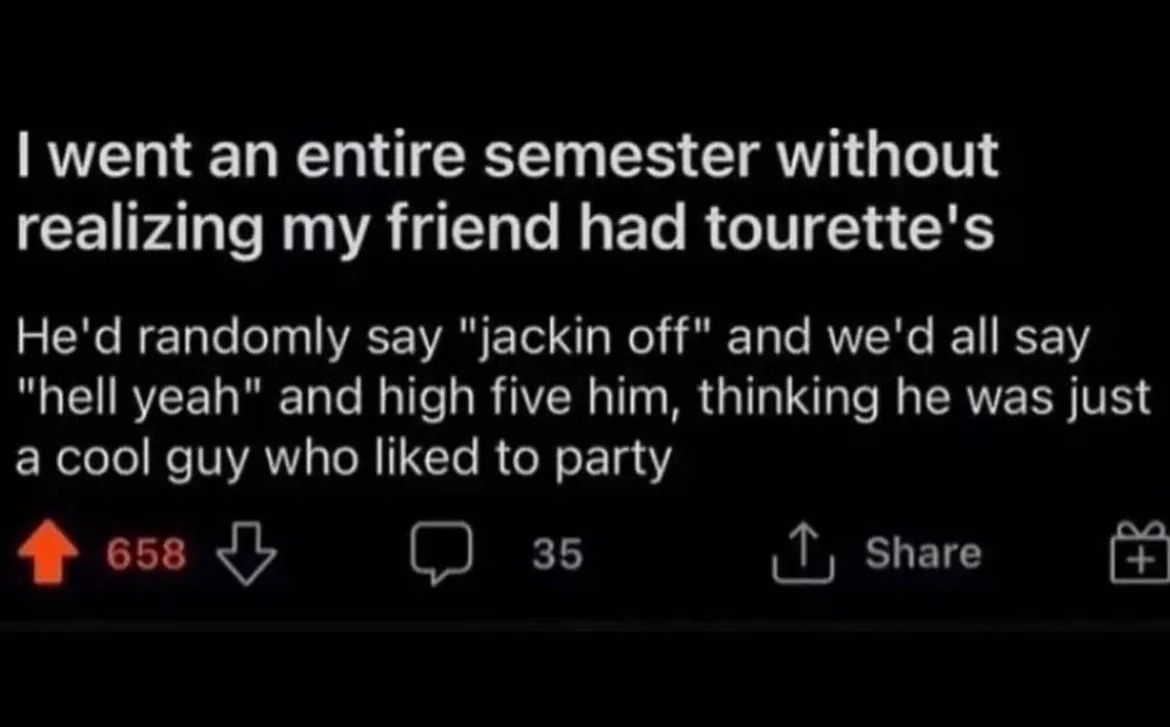 I went an entire semester without
realizing my friend had tourette's
He'd randomly say "jackin off" and we'd all say
"hell yeah" and high five him, thinking he was just
a cool guy who liked to party
658 35 Share